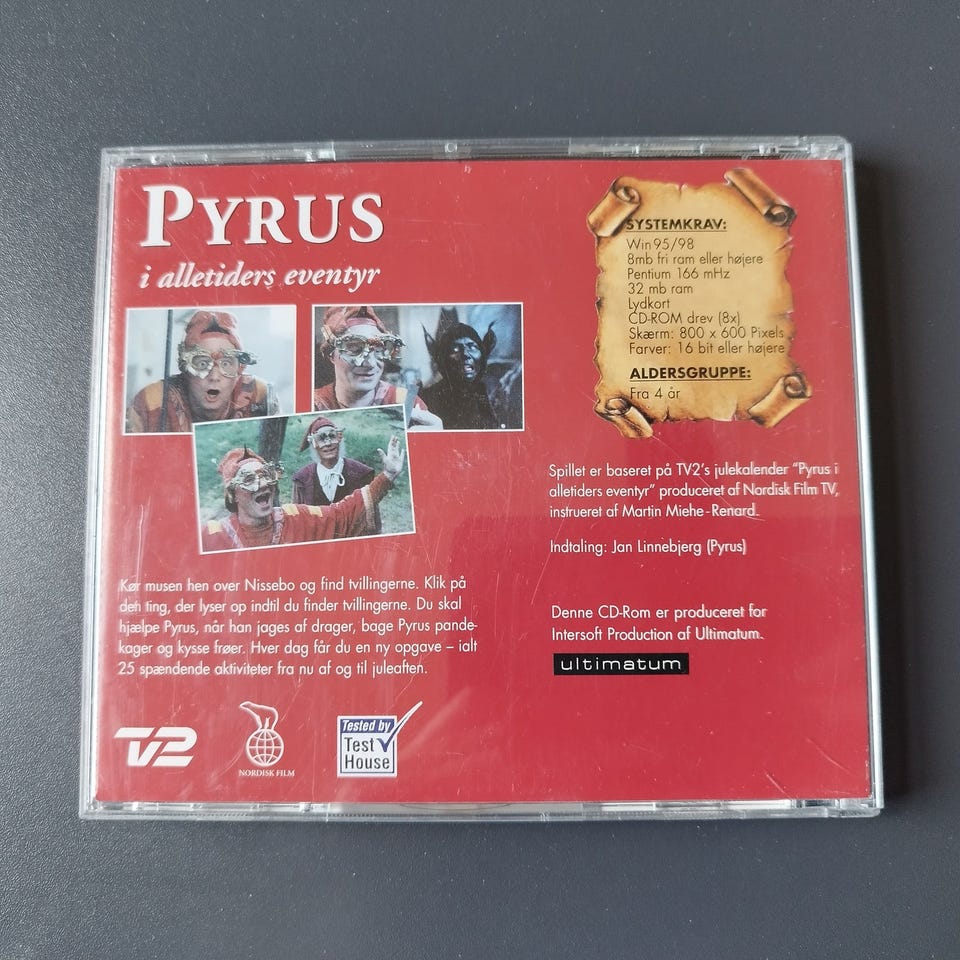 PYRUS
i alletiders eventyr
SYSTEMKRAV:
Win95/98
8mb fri ram eller højere
Pentium 166 mHz
32 mb ram
Lydkort
CD-ROM drev (8x)
Skærm: 800 x 600 Pixels
Farver: 16 bit eller højere
ALDERSGRUPPE:
Fra 4 år
Spillet er baseret på TV2's julekalender "Pyrus i
alletiders eventyr" produceret af Nordisk Film TV,
instrueret af Martin Miehe-Renard.
Indtaling: Jan Linnebjerg (Pyrus)
Denne CD-Rom er produceret for
Intersoft Production af Ultimatum.
ultimatum
Kør musen hen over Nissebo og find tvillingerne. Klik på
den ting, der lyser op indtil du finder tvillingerne. Du skal
hjælpe Pyrus, når han jages af drager, bage Pyrus pande-
kager og kysse frøer. Hver dag får du en ny opgave – ialt
25 spændende aktiviteter fra nu af og til juleaften.
TV2
NORDISK FILM
Tested by
Test
House